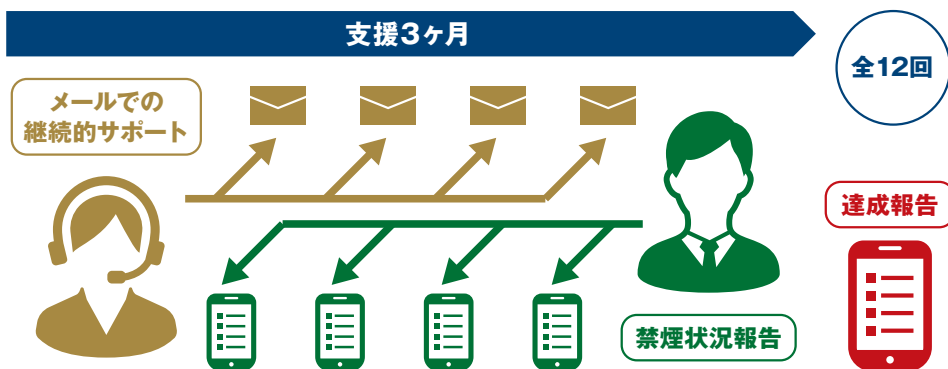 支援3ヶ月
全12回
メールでの
継続的サポート
達成報告
禁煙状況報告